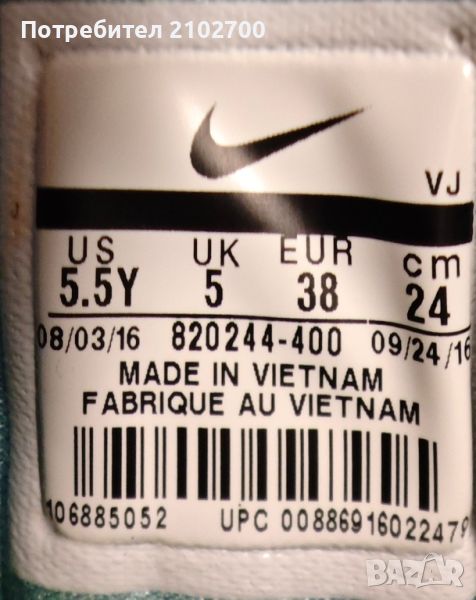 Потребител 2102700
VJ
US UK EUR cm
5.5Y 5 38 24
08/03/16 820244-400 09/24/16
MADE IN VIETNAM
FABRIQUE AU VIETNAM
106885052 UPC 00886916022479
БАЗАР